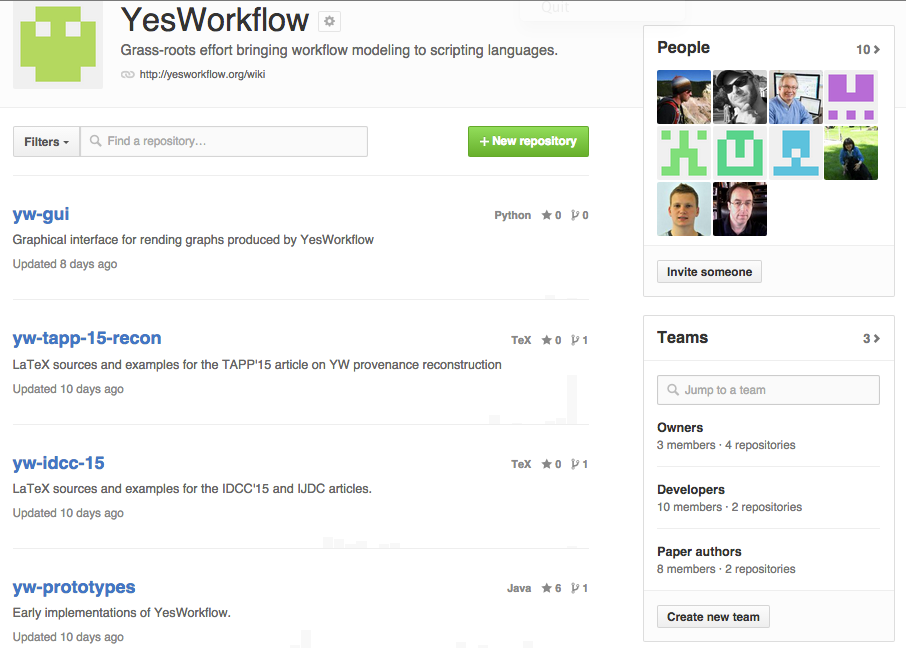 Quit
YesWorkflow
Grass-roots effort bringing workflow modeling to scripting languages.
http://yesworkflow.org/wiki
Filters
Find a repository...
+ New repository
yw-gui
Python 0 0
Graphical interface for rending graphs produced by YesWorkflow
Updated 8 days ago
yw-tapp-15-recon
TeX 0 1
LaTeX sources and examples for the TAPP'15 article on YW provenance reconstruction
Updated 10 days ago
yw-idcc-15
TeX 0 1
LaTeX sources and examples for the IDCC'15 and IJDC articles.
Updated 10 days ago
yw-prototypes
Java 6 1
Early implementations of YesWorkflow.
Updated 10 days ago
People
10 >
Invite someone
Teams
3 >
Jump to a team
Owners
3 members · 4 repositories
Developers
10 members · 2 repositories
Paper authors
8 members · 2 repositories
Create new team